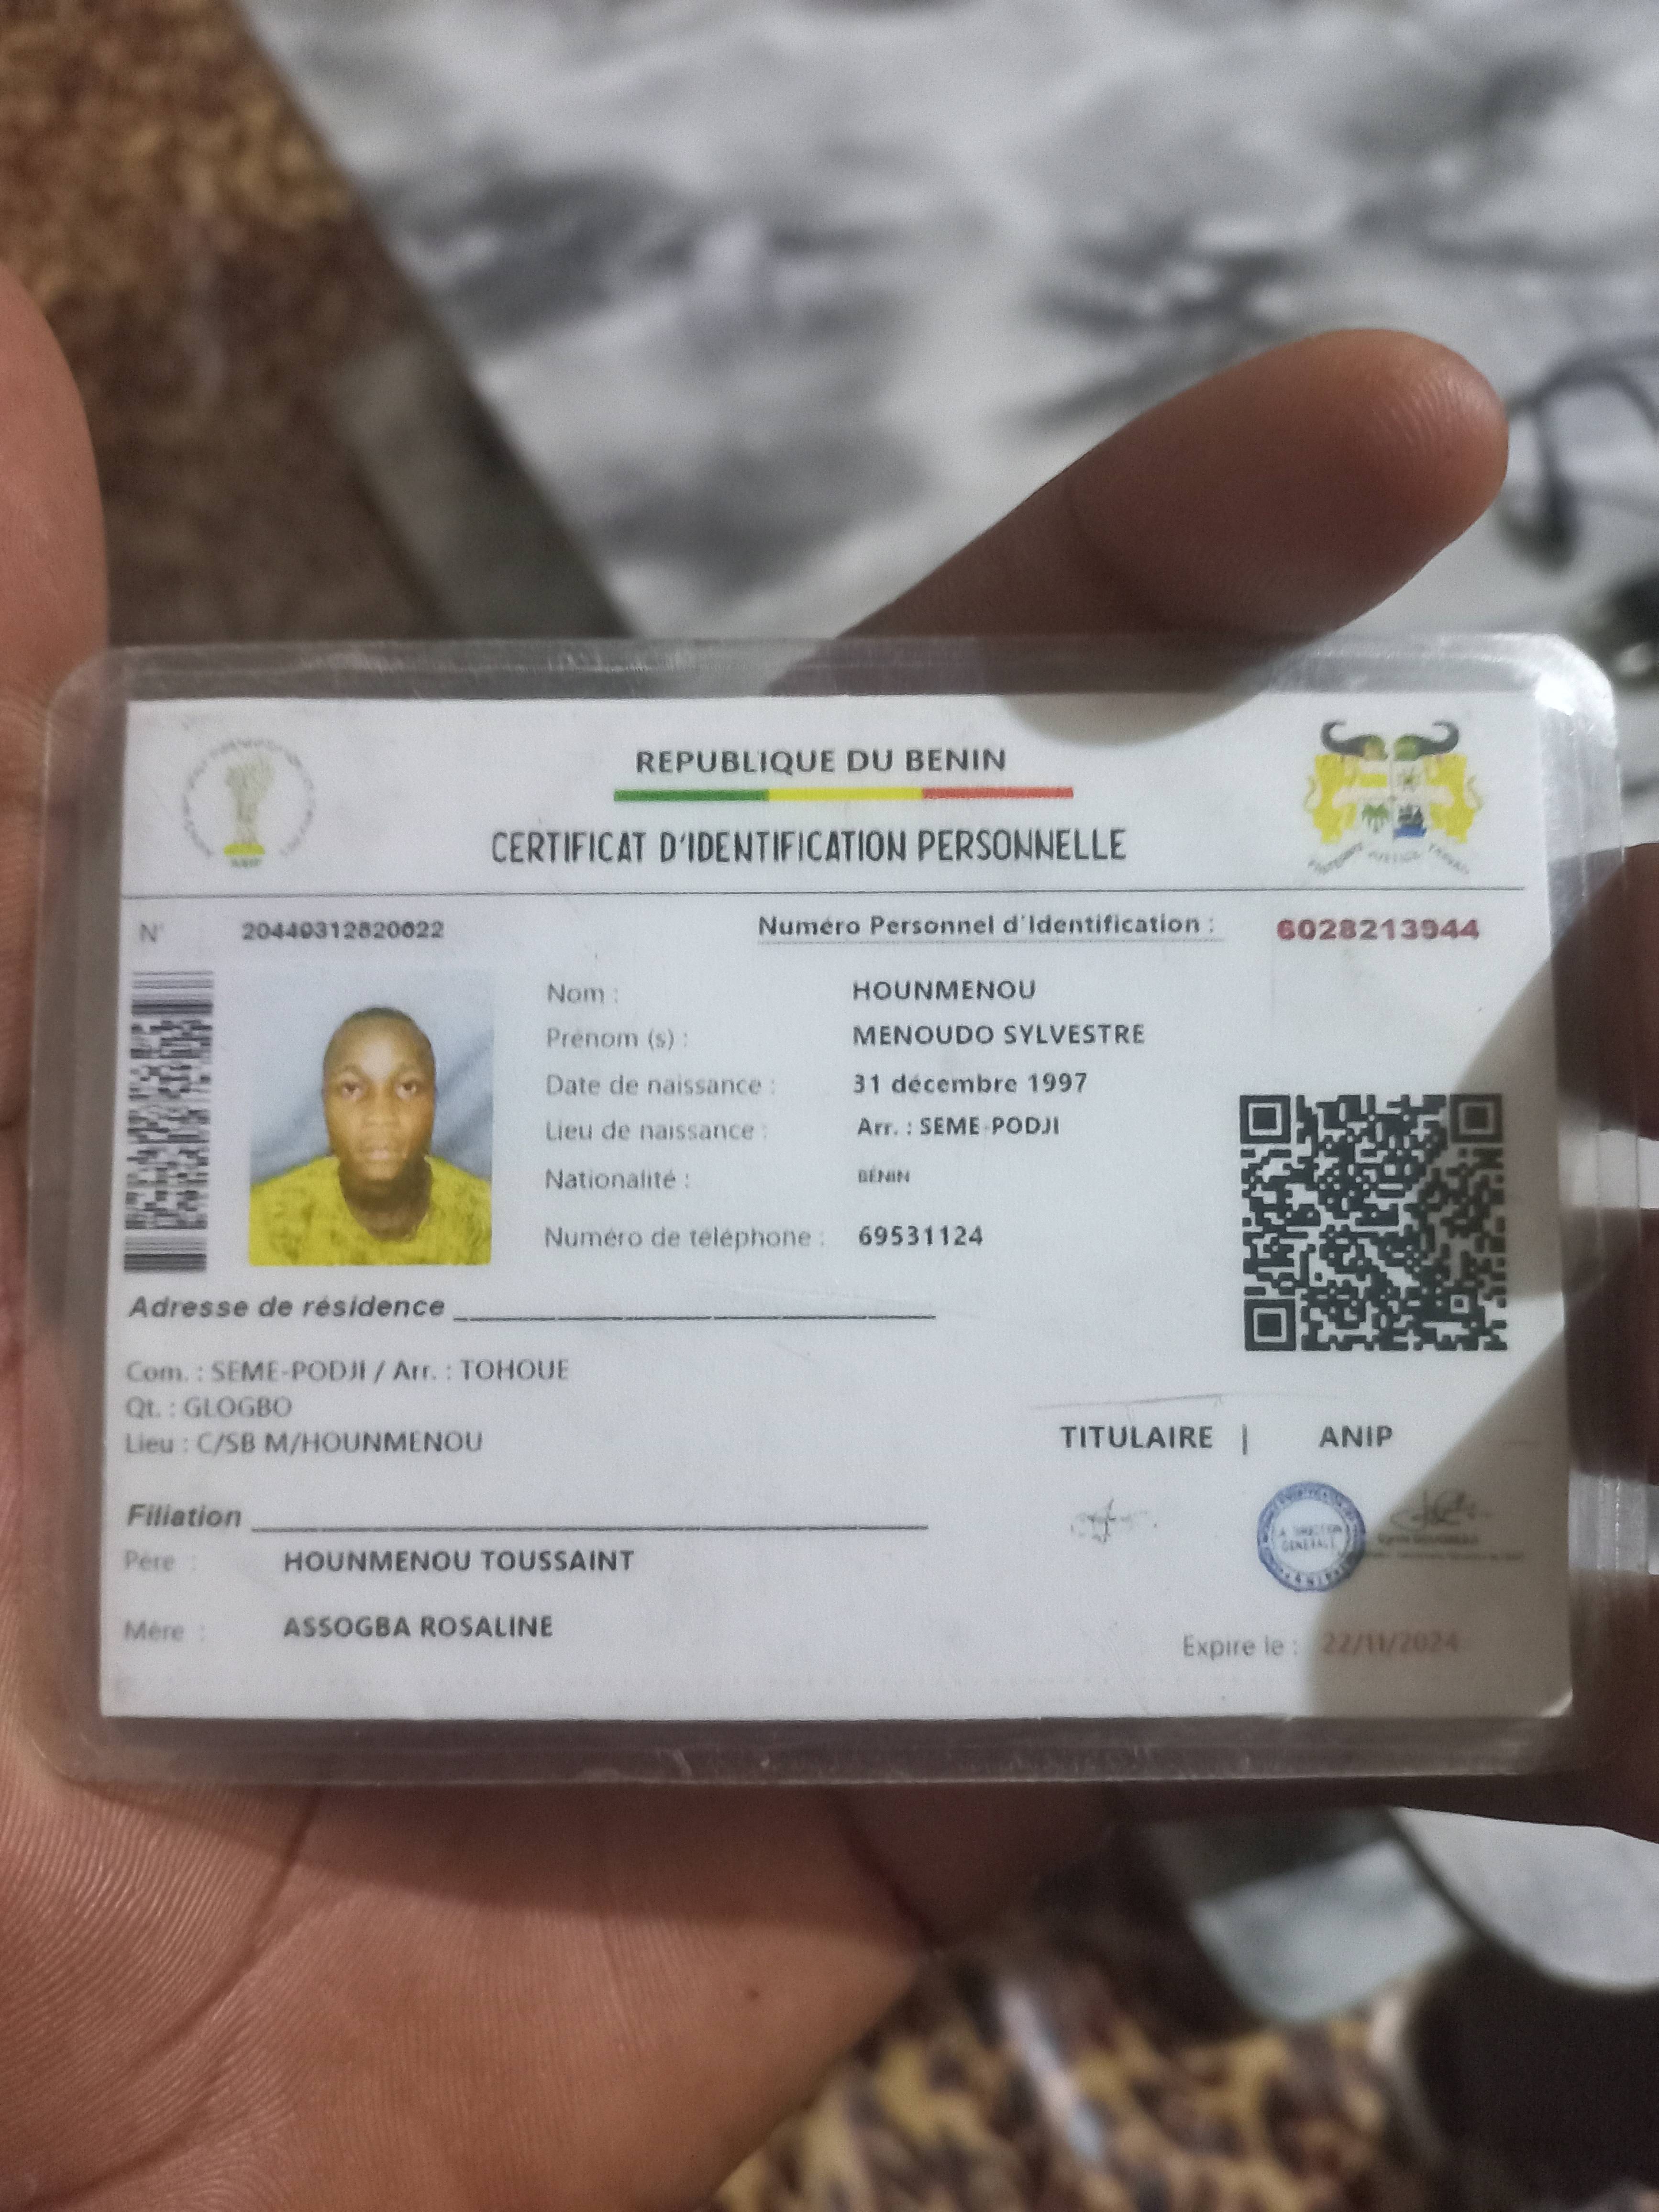 REPUBLIQUE DU BENIN
CERTIFICAT D'IDENTIFICATION PERSONNELLE
N° 20440312820622 Numéro Personnel d'Identification : 6028213944
Nom : HOUNMENOU
Prénom (s) : MENOUDO SYLVESTRE
Date de naissance : 31 décembre 1997
Lieu de naissance : Arr. : SEME-PODJI
Nationalité : BÉNIN
Numéro de téléphone : 69531124
Adresse de résidence
Com. : SEME-PODJI / Arr. : TOHOUE
Qt. : GLOGBO
Lieu : C/SB M/HOUNMENOU
TITULAIRE | ANIP
Filiation
Père : HOUNMENOU TOUSSAINT
Mère : ASSOGBA ROSALINE
Expire le : 22/11/2024